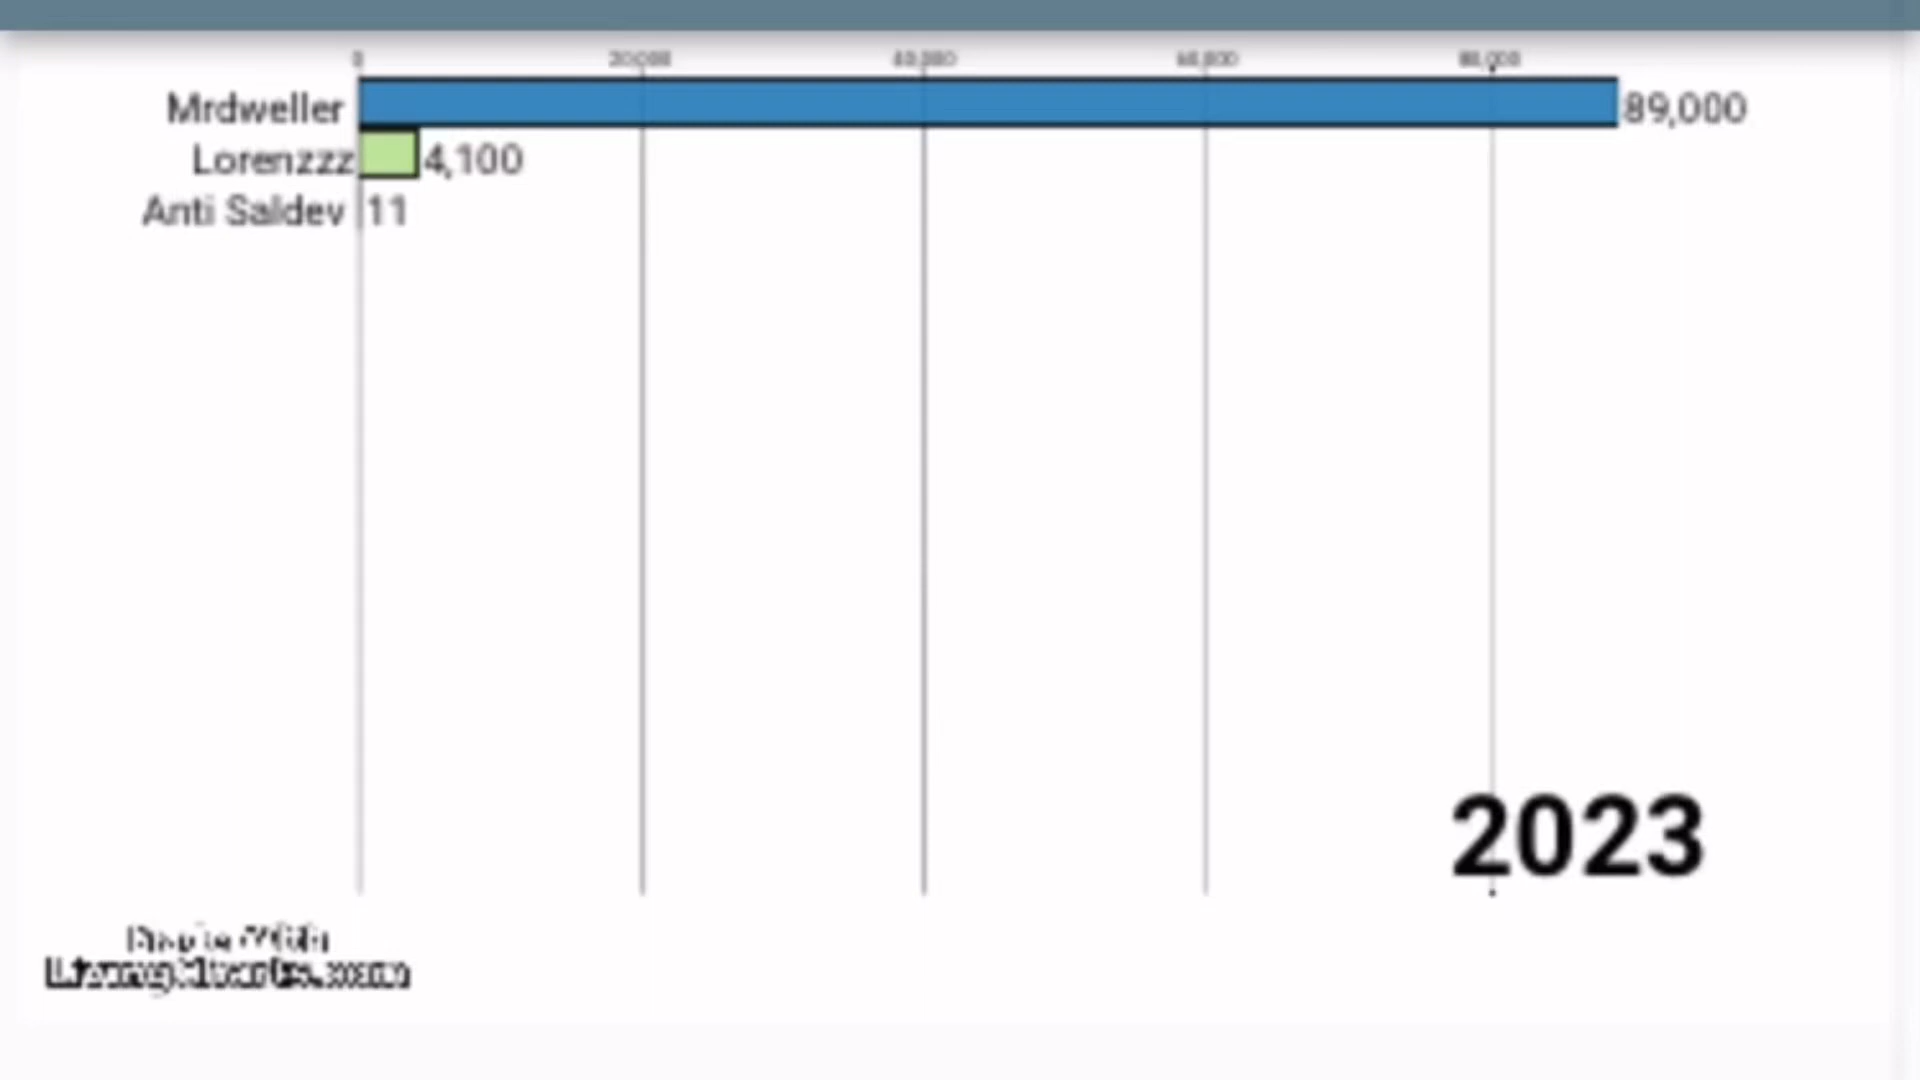 0 20,000 40,000 60,000 80,000
Mrdweller 89,000
Lorenzzz 4,100
Anti Saldev 11
2023